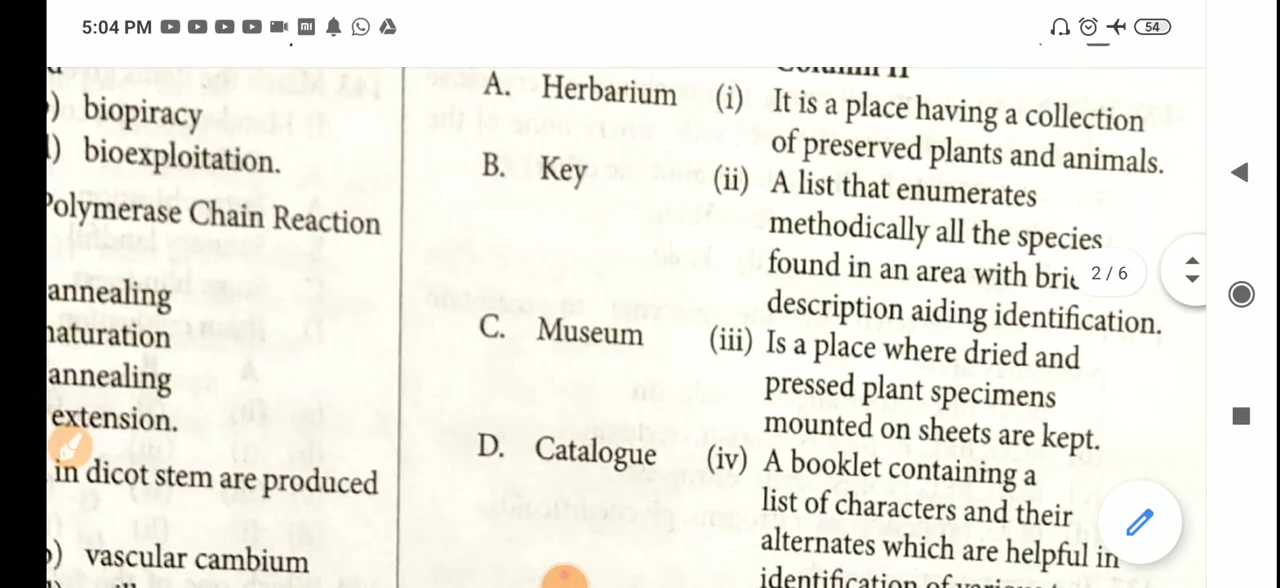 5:04 PM
54
) biopiracy
) bioexploitation.
Polymerase Chain Reaction
annealing
naturation
annealing
extension.
in dicot stem are produced
) vascular cambium
Column II
A. Herbarium (i) It is a place having a collection
of preserved plants and animals.
B. Key (ii) A list that enumerates
methodically all the species
found in an area with
description aiding identification.
C. Museum (iii) Is a place where dried and
pressed plant specimens
mounted on sheets are kept.
D. Catalogue (iv) A booklet containing a
list of characters and their
alternates which are helpful in
identification of
2 / 6